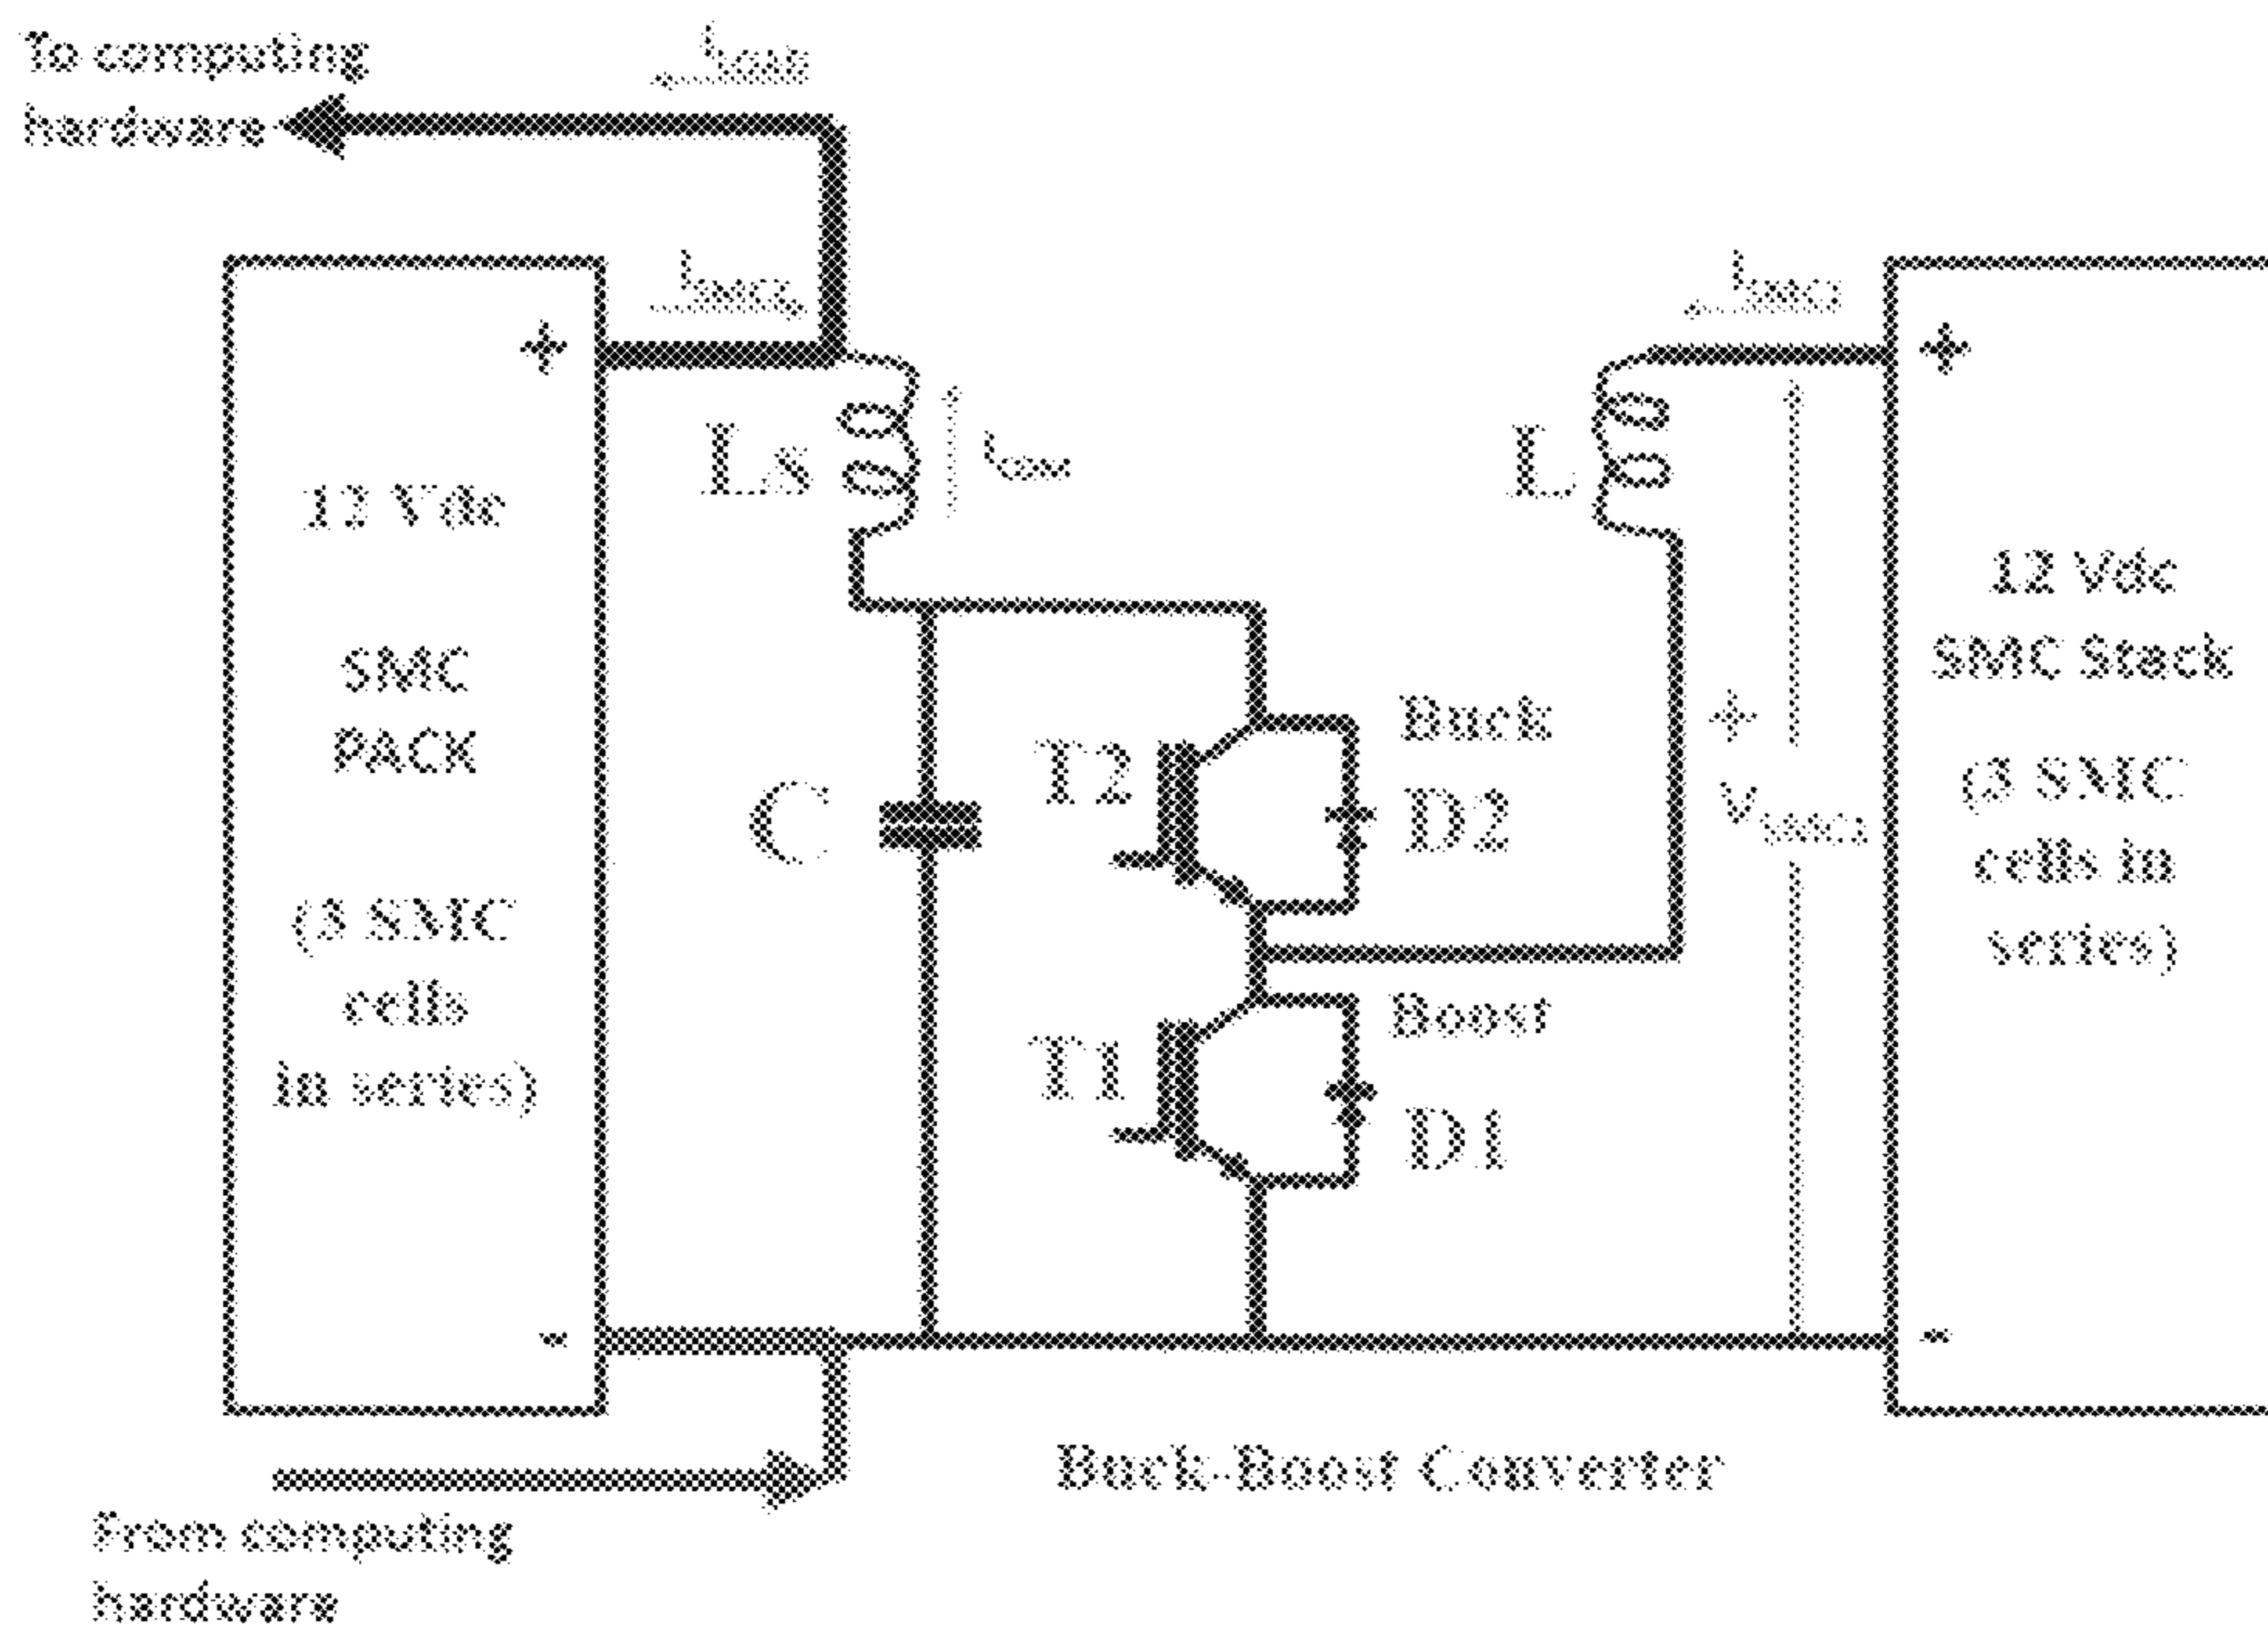 To computing
hardware
i
+
+
Ls
L
12 Vdc
SMC
PACK
(3 SMC
cells
in series)
12 Vdc
SMC Stack
(3 SMC
cells in
series)
Buck
T2
D2
+
C
Boost
T1
D1
-
-
Buck-Boost Converter
From computing
hardware